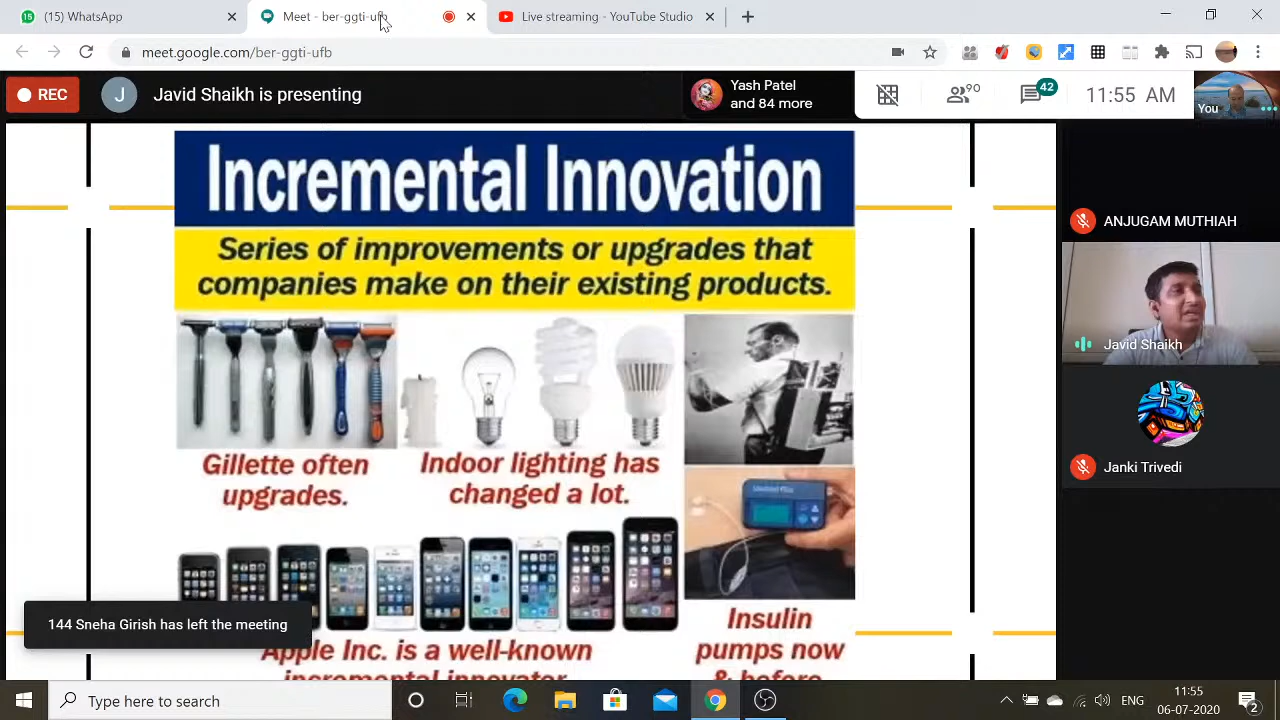 (15) WhatsApp
Meet - ber-ggti-ufb
Live streaming - YouTube Studio
meet.google.com/ber-ggti-ufb
REC
J
Javid Shaikh is presenting
Yash Patel
and 84 more
90
42
11:55 AM
You
Incremental Innovation
Series of improvements or upgrades that
companies make on their existing products.
Gillette often
upgrades.
Indoor lighting has
changed a lot.
Apple Inc. is a well-known
incremental innovator
Insulin
pumps now
& before
ANJUGAM MUTHIAH
Javid Shaikh
Janki Trivedi
144 Sneha Girish has left the meeting
Type here to search
ENG
11:55
06-07-2020
2